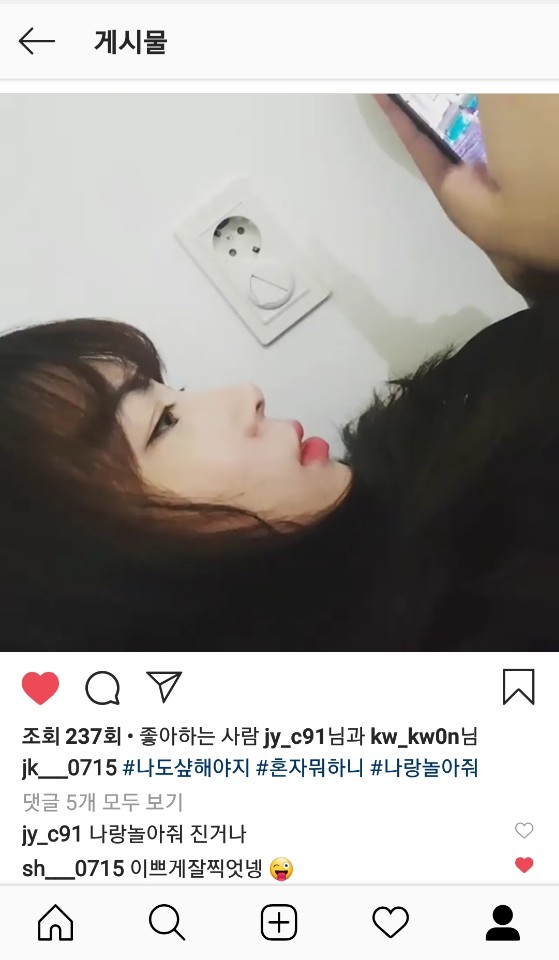 게시물
조회 237회 • 좋아하는 사람 jy_c91님과 kw_kw0n님
jk___0715 #나도샾해야지 #혼자뭐하니 #나랑놀아줘
댓글 5개 모두 보기
jy_c91 나랑놀아줘 진거나
sh___0715 이쁘게잘찍엇넹 😜